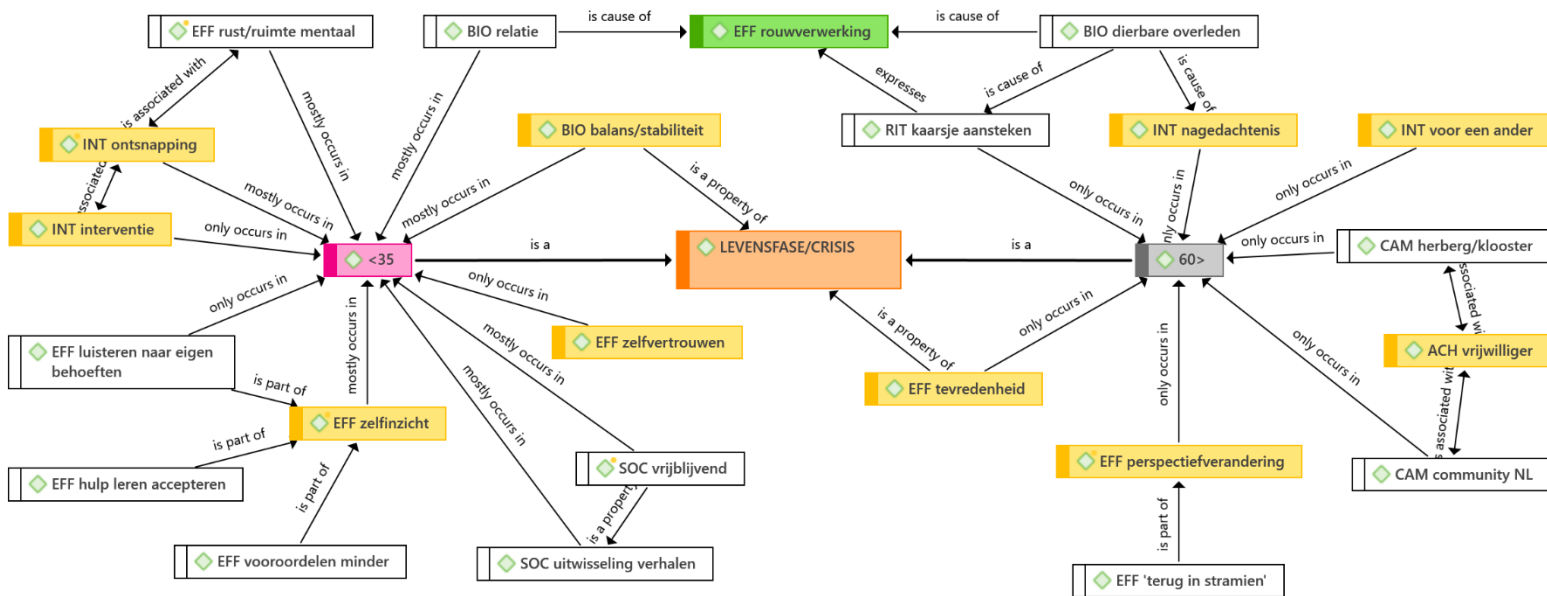 is cause of
is cause of
EFF rust/ruimte mentaal
BIO relatie
EFF rouwverwerking
BIO dierbare overleden
is associated with
mostly occurs in
mostly occurs in
expresses
is cause of
is cause of
INT ontsnapping
BIO balans/stabiliteit
RIT kaarsje aansteken
INT nagedachtenis
INT voor een ander
associated
mostly occurs in
mostly occurs in
is a property of
only occurs in
only occurs in
only occurs in
INT interventie
only occurs in
is a
LEVENSFASE/CRISIS
is a
only occurs in
CAM herberg/klooster
<35
60>
only occurs in
only occurs in
mostly occurs in
is a property of
only occurs in
associated wi
EFF luisteren naar eigen
behoeften
mostly occurs in
EFF zelfvertrouwen
only occurs in
only occurs in
ACH vrijwilliger
is part of
EFF zelfinzicht
mostly occurs in
EFF tevredenheid
is associated with
is part of
EFF hulp leren accepteren
is part of
SOC vrijblijvend
EFF perspectiefverandering
CAM community NL
is a property
is part of
EFF vooroordelen minder
SOC uitwisseling verhalen
EFF 'terug in stramien'